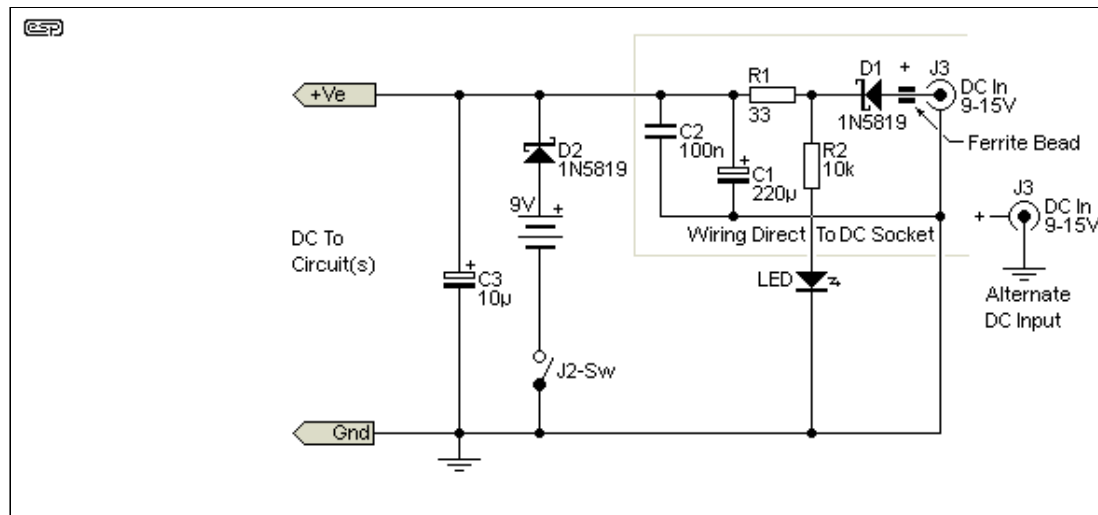 esp
+Ve
DC To
Circuit(s)
Gnd
C3
10µ
+
D2
1N5819
9V
+
J2-Sw
C2
100n
+
C1
220µ
R1
33
R2
10k
D1
1N5819
+
J3
DC In
9-15V
Ferrite Bead
Wiring Direct To DC Socket
LED
J3
+
DC In
9-15V
Alternate
DC Input